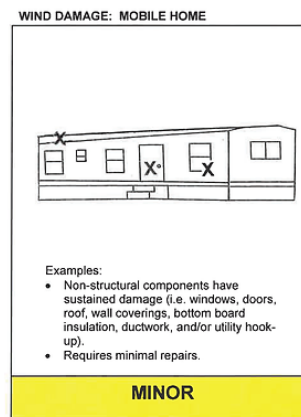 WIND DAMAGE: MOBILE HOME
X
X
X
Examples:
• Non-structural components have
sustained damage (i.e. windows, doors,
roof, wall coverings, bottom board
insulation, ductwork, and/or utility hook-
up).
• Requires minimal repairs.
MINOR